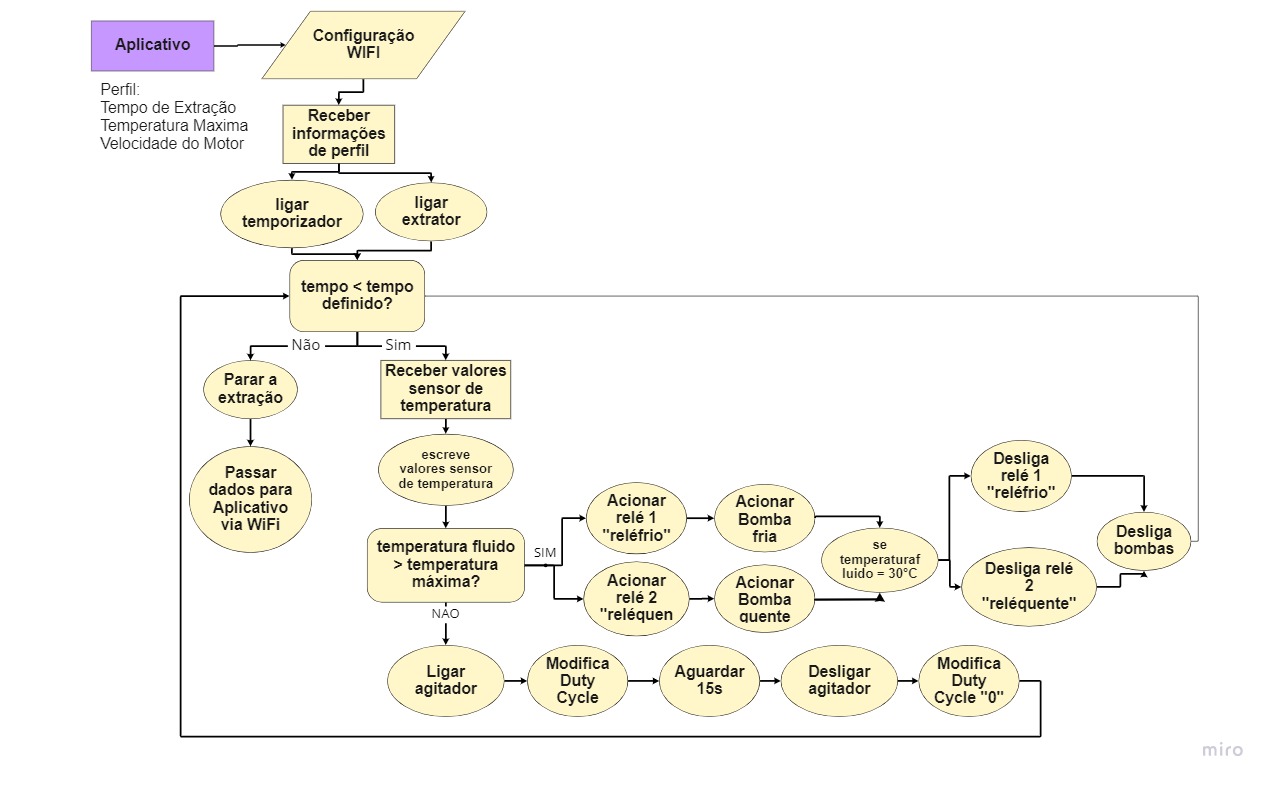 Aplicativo
Configuração
WIFI
Perfil:
Tempo de Extração
Temperatura Maxima
Velocidade do Motor
Receber
informações
de perfil
ligar
temporizador
ligar
extrator
tempo < tempo
definido?
Não
Sim
Parar a
extração
Receber valores
sensor de
temperatura
Passar
dados para
Aplicativo
via WiFi
escreve
valores sensor
de temperatura
temperatura fluido
> temperatura
máxima?
SIM
NÃO
Acionar
relé 1
"reléfrio"
Acionar
Bomba
fria
Acionar
relé 2
"reléquen
Acionar
Bomba
quente
se
temperaturaf
luido = 30°C
Desliga
relé 1
"reléfrio"
Desliga relé
2
"reléquente"
Desliga
bombas
Ligar
agitador
Modifica
Duty
Cycle
Aguardar
15s
Desligar
agitador
Modifica
Duty
Cycle "0"
miro